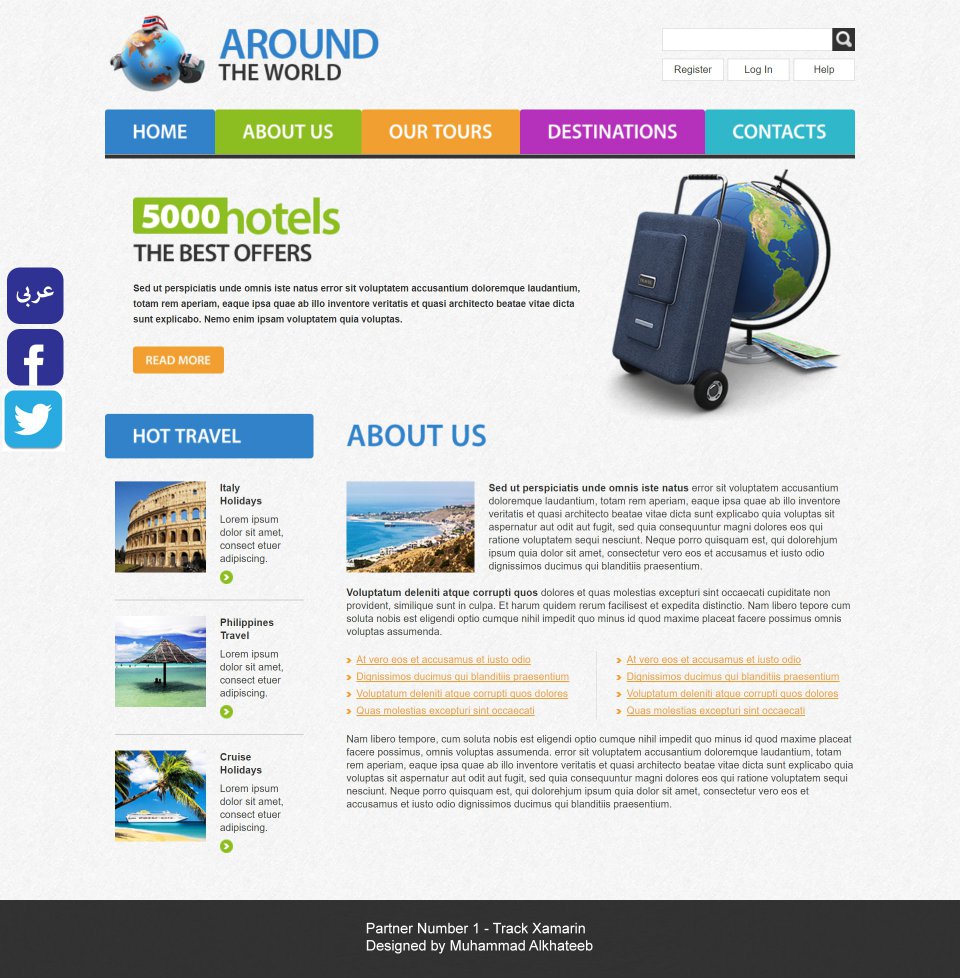 AROUND
THE WORLD
Register
Log In
Help
HOME
ABOUT US
OUR TOURS
DESTINATIONS
CONTACTS
5000hotels
THE BEST OFFERS
Sed ut perspiciatis unde omnis iste natus error sit voluptatem accusantium doloremque laudantium,
totam rem aperiam, eaque ipsa quae ab illo inventore veritatis et quasi architecto beatae vitae dicta
sunt explicabo. Nemo enim ipsam voluptatem quia voluptas.
READ MORE
عربى
HOT TRAVEL
Italy
Holidays
Lorem ipsum
dolor sit amet,
consect etuer
adipiscing.
Philippines
Travel
Lorem ipsum
dolor sit amet,
consect etuer
adipiscing.
Cruise
Holidays
Lorem ipsum
dolor sit amet,
consect etuer
adipiscing.
ABOUT US
Sed ut perspiciatis unde omnis iste natus error sit voluptatem accusantium
doloremque laudantium, totam rem aperiam, eaque ipsa quae ab illo inventore
veritatis et quasi architecto beatae vitae dicta sunt explicabo quia voluptas sit
aspernatur aut odit aut fugit, sed quia consequuntur magni dolores eos qui
ratione voluptatem sequi nesciunt. Neque porro quisquam est, qui dolorehjum
ipsum quia dolor sit amet, consectetur vero eos et accusamus et iusto odio
dignissimos ducimus qui blanditiis praesentium.
Voluptatum deleniti atque corrupti quos dolores et quas molestias excepturi sint occaecati cupiditate non
provident, similique sunt in culpa. Et harum quidem rerum facilisest et expedita distinctio. Nam libero tepore cum
soluta nobis est eligendi optio cumque nihil impedit quo minus id quod maxime placeat facere possimus omnis
voluptas assumenda.
At vero eos et accusamus et iusto odio
Dignissimos ducimus qui blanditiis praesentium
Voluptatum deleniti atque corrupti quos dolores
Quas molestias excepturi sint occaecati
At vero eos et accusamus et iusto odio
Dignissimos ducimus qui blanditiis praesentium
Voluptatum deleniti atque corrupti quos dolores
Quas molestias excepturi sint occaecati
Nam libero tempore, cum soluta nobis est eligendi optio cumque nihil impedit quo minus id quod maxime placeat
facere possimus, omnis voluptas assumenda. error sit voluptatem accusantium doloremque laudantium, totam
rem aperiam, eaque ipsa quae ab illo inventore veritatis et quasi architecto beatae vitae dicta sunt explicabo quia
voluptas sit aspernatur aut odit aut fugit, sed quia consequuntur magni dolores eos qui ratione voluptatem sequi
nesciunt. Neque porro quisquam est, qui dolorehjum ipsum quia dolor sit amet, consectetur vero eos et
accusamus et iusto odio dignissimos ducimus qui blanditiis praesentium.
Partner Number 1 - Track Xamarin
Designed by Muhammad Alkhateeb